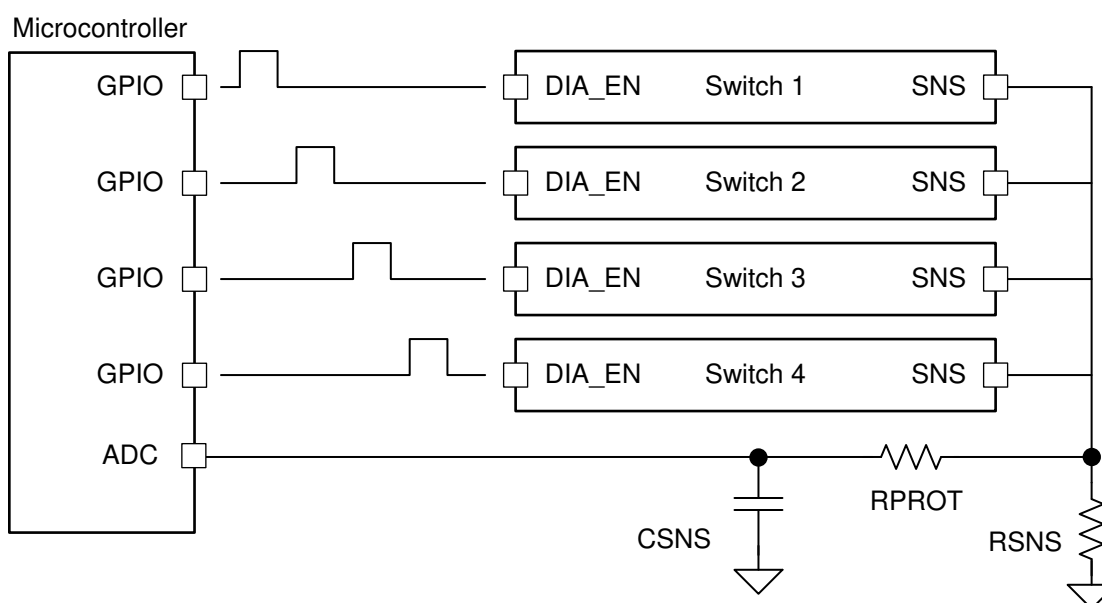 Microcontroller
GPIO DIA_EN Switch 1 SNS
GPIO DIA_EN Switch 2 SNS
GPIO DIA_EN Switch 3 SNS
GPIO DIA_EN Switch 4 SNS
ADC
RPROT
CSNS
RSNS